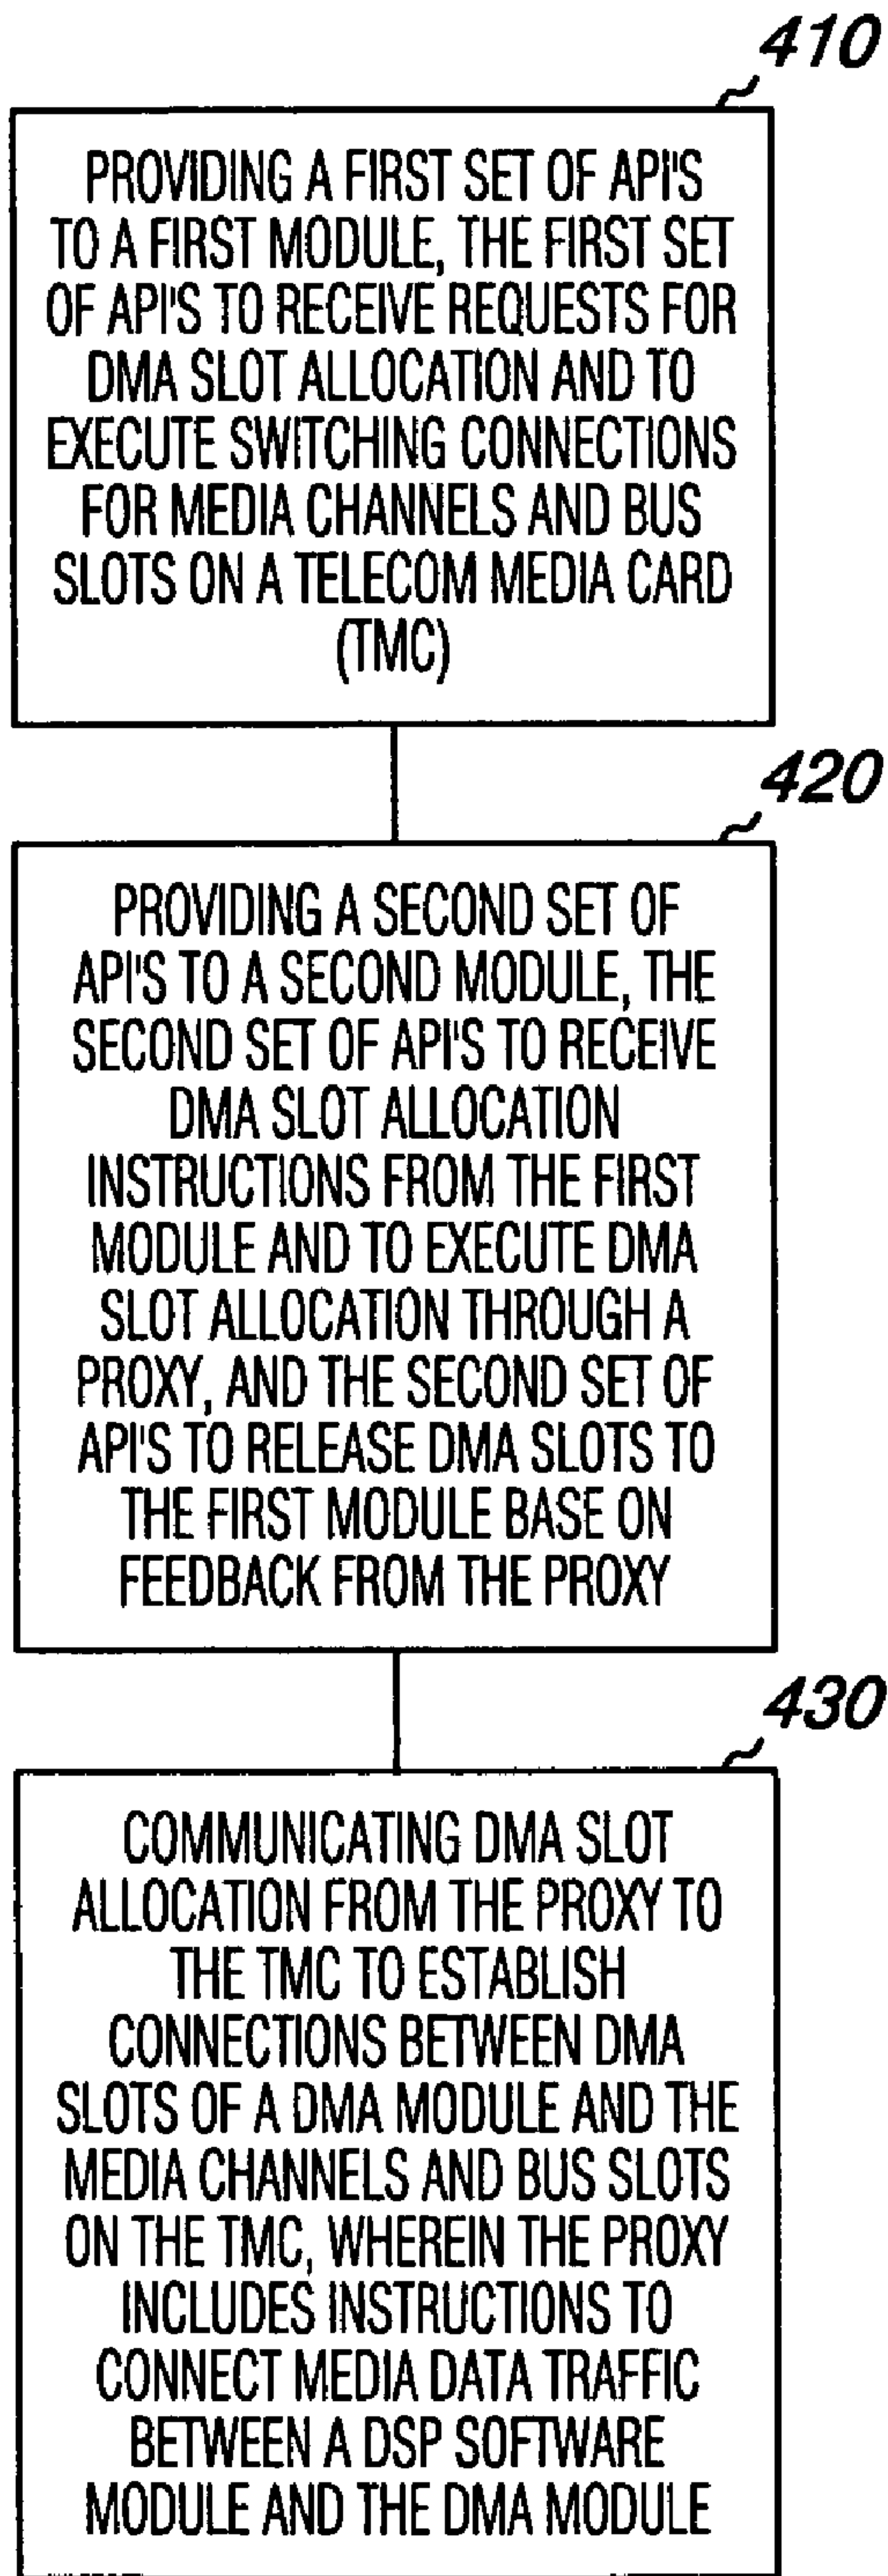 410
PROVIDING A FIRST SET OF API'S
TO A FIRST MODULE, THE FIRST SET
OF API'S TO RECEIVE REQUESTS FOR
DMA SLOT ALLOCATION AND TO
EXECUTE SWITCHING CONNECTIONS
FOR MEDIA CHANNELS AND BUS
SLOTS ON A TELECOM MEDIA CARD
(TMC)
420
PROVIDING A SECOND SET OF
API'S TO A SECOND MODULE, THE
SECOND SET OF API'S TO RECEIVE
DMA SLOT ALLOCATION
INSTRUCTIONS FROM THE FIRST
MODULE AND TO EXECUTE DMA
SLOT ALLOCATION THROUGH A
PROXY, AND THE SECOND SET OF
API'S TO RELEASE DMA SLOTS TO
THE FIRST MODULE BASE ON
FEEDBACK FROM THE PROXY
430
COMMUNICATING DMA SLOT
ALLOCATION FROM THE PROXY TO
THE TMC TO ESTABLISH
CONNECTIONS BETWEEN DMA
SLOTS OF A DMA MODULE AND THE
MEDIA CHANNELS AND BUS SLOTS
ON THE TMC, WHEREIN THE PROXY
INCLUDES INSTRUCTIONS TO
CONNECT MEDIA DATA TRAFFIC
BETWEEN A DSP SOFTWARE
MODULE AND THE DMA MODULE